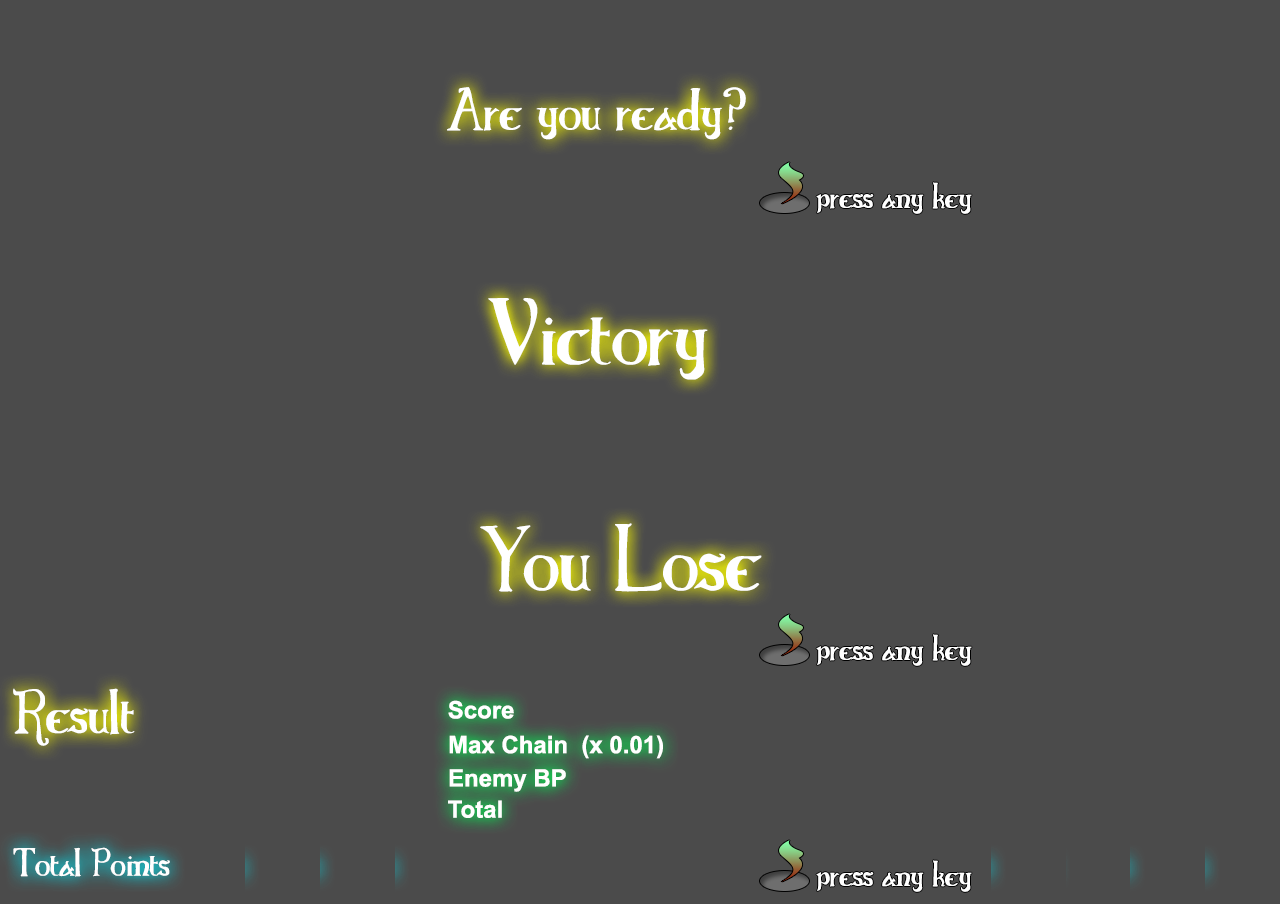 Are you ready?
press any key
Victory
You Lose
press any key
Result
Score
Max Chain (x 0.01)
Enemy BP
Total
Total Points
press any key